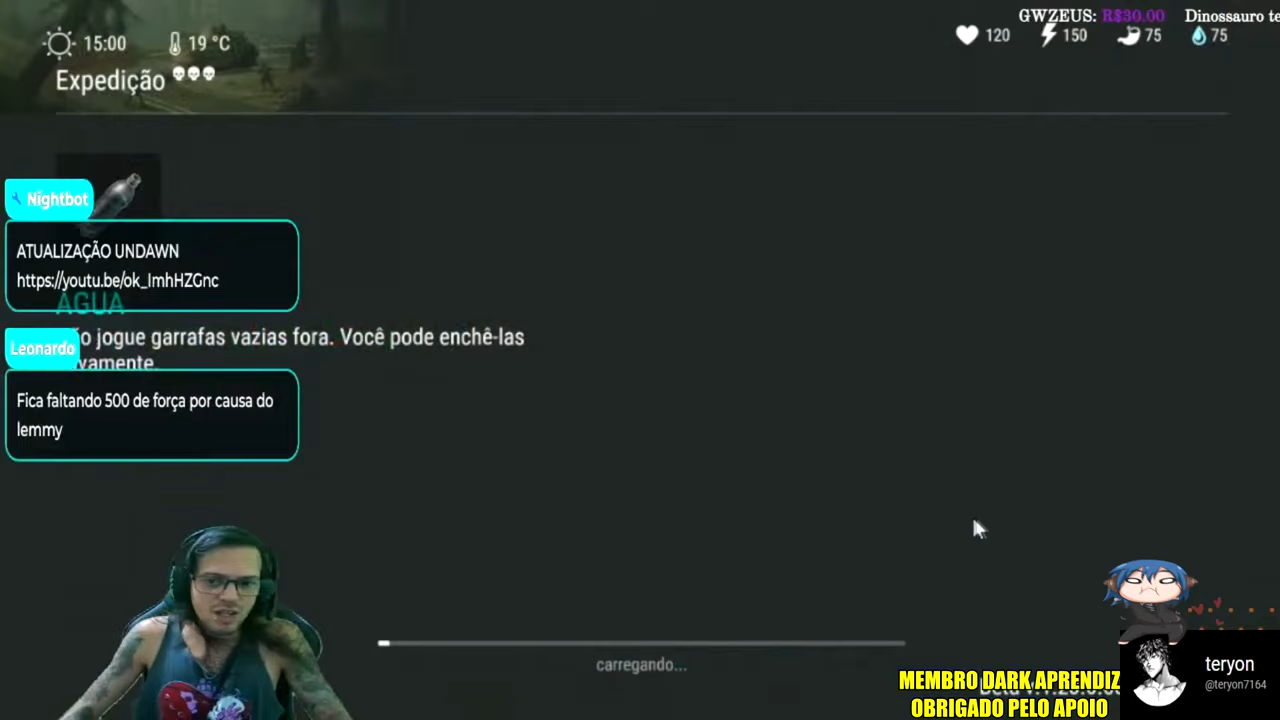 GWZEUS: R$30.00 Dinossauro te
15:00 19 °C
120 150 75 75
Expedição
Nightbot
ATUALIZAÇÃO UNDAWN
https://youtu.be/ok_ImhHZGnc
ÁGUA
o jogue garrafas vazias fora. Você pode enchê-las
vamente.
Leonardo
Fica faltando 500 de força por causa do
lemmy
carregando...
MEMBRO DARK APRENDIZ
OBRIGADO PELO APOIO
teryon
@teryon7164